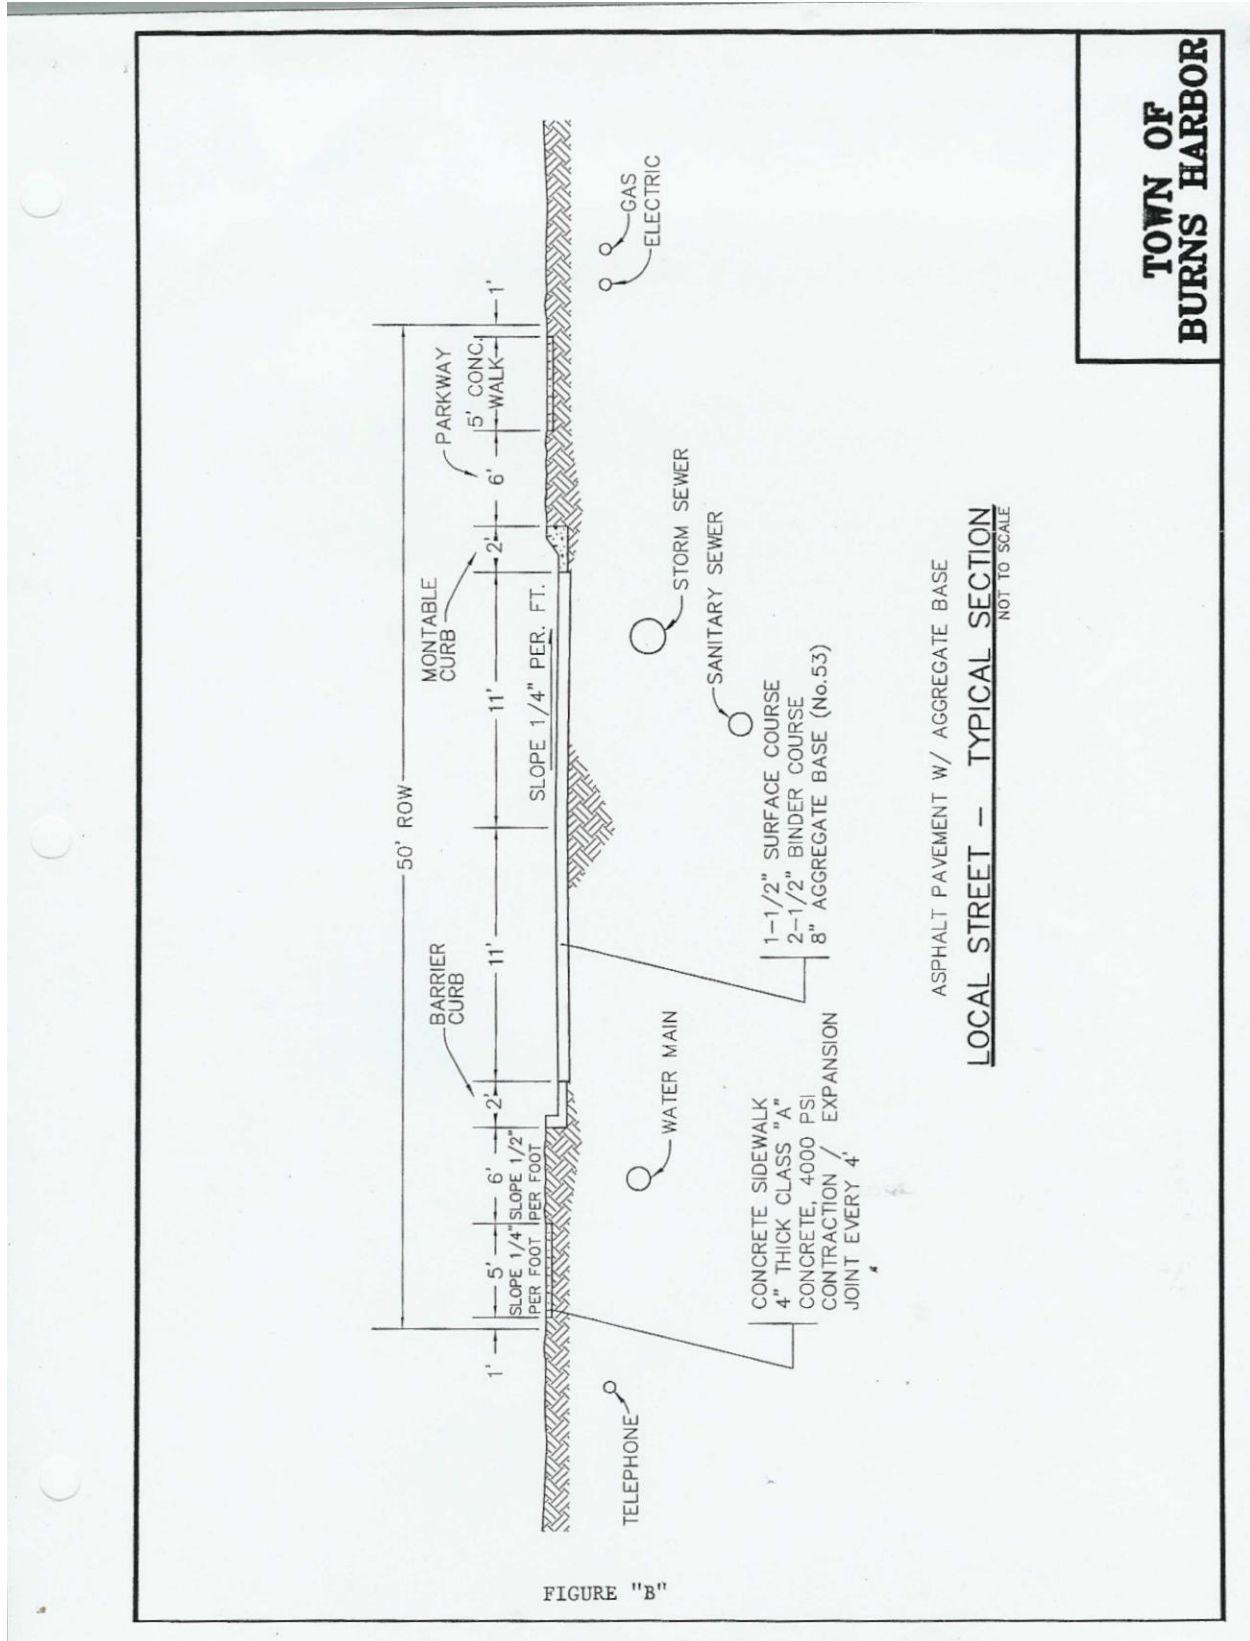 50' ROW
BARRIER
CURB
MONTABLE
CURB
PARKWAY
1'
5'
6'
2'
11'
11'
2'
6'
5' CONC.
WALK
1'
SLOPE 1/4"
PER FOOT
SLOPE 1/2"
PER FOOT
SLOPE 1/4" PER. FT.
TELEPHONE
WATER MAIN
STORM SEWER
SANITARY SEWER
GAS
ELECTRIC
CONCRETE SIDEWALK
4" THICK CLASS "A"
CONCRETE, 4000 PSI
CONTRACTION / EXPANSION
JOINT EVERY 4'
1-1/2" SURFACE COURSE
2-1/2" BINDER COURSE
8" AGGREGATE BASE (No.53)
ASPHALT PAVEMENT W/ AGGREGATE BASE
LOCAL STREET - TYPICAL SECTION
NOT TO SCALE
TOWN OF
BURNS HARBOR
FIGURE "B"